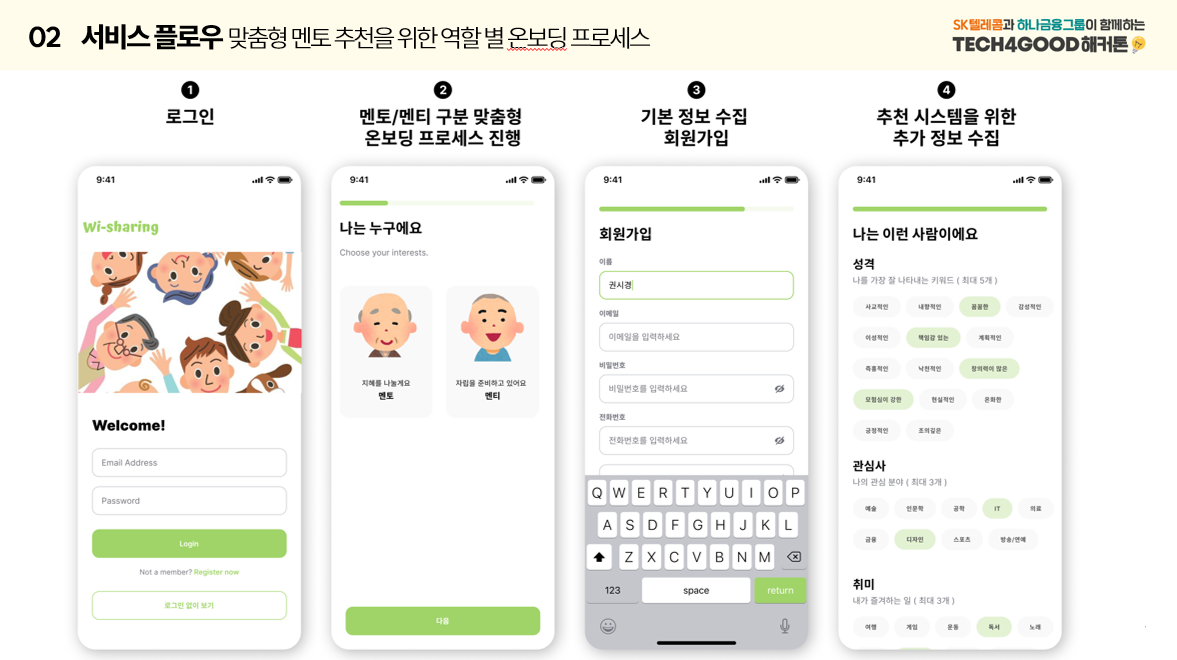 02 서비스 플로우 맞춤형 멘토 추천을 위한 역할 별 온보딩 프로세스
SK텔레콤과 하나금융그룹이 함께하는
TECH4GOOD해커톤
1
로그인
9:41
Wi-sharing
Welcome!
Email Address
Password
Login
Not a member? Register now
로그인 없이 보기
2
멘토/멘티 구분 맞춤형
온보딩 프로세스 진행
9:41
나는 누구에요
Choose your interests.
지혜를 나눌게요
멘토
자립을 준비하고 있어요
멘티
다음
3
기본 정보 수집
회원가입
9:41
회원가입
이름
권시경
이메일
이메일을 입력하세요
비밀번호
비밀번호를 입력하세요
전화번호
전화번호를 입력하세요
Q W E R T Y U I O P
A S D F G H J K L
Z X C V B N M
123 space return
4
추천 시스템을 위한
추가 정보 수집
9:41
나는 이런 사람이에요
성격
나를 가장 잘 나타내는 키워드 ( 최대 5개 )
사교적인 내향적인 꼼꼼한 감성적인
이성적인 책임감 있는 계획적인
즉흥적인 낙천적인 창의력이 많은
모험심이 강한 현실적인 온화한
긍정적인 조의깊은
관심사
나의 관심 분야 ( 최대 3개 )
예술 인문학 공학 IT 의료
금융 디자인 스포츠 방송/연예
취미
내가 즐겨하는 일 ( 최대 3개 )
여행 게임 운동 독서 노래